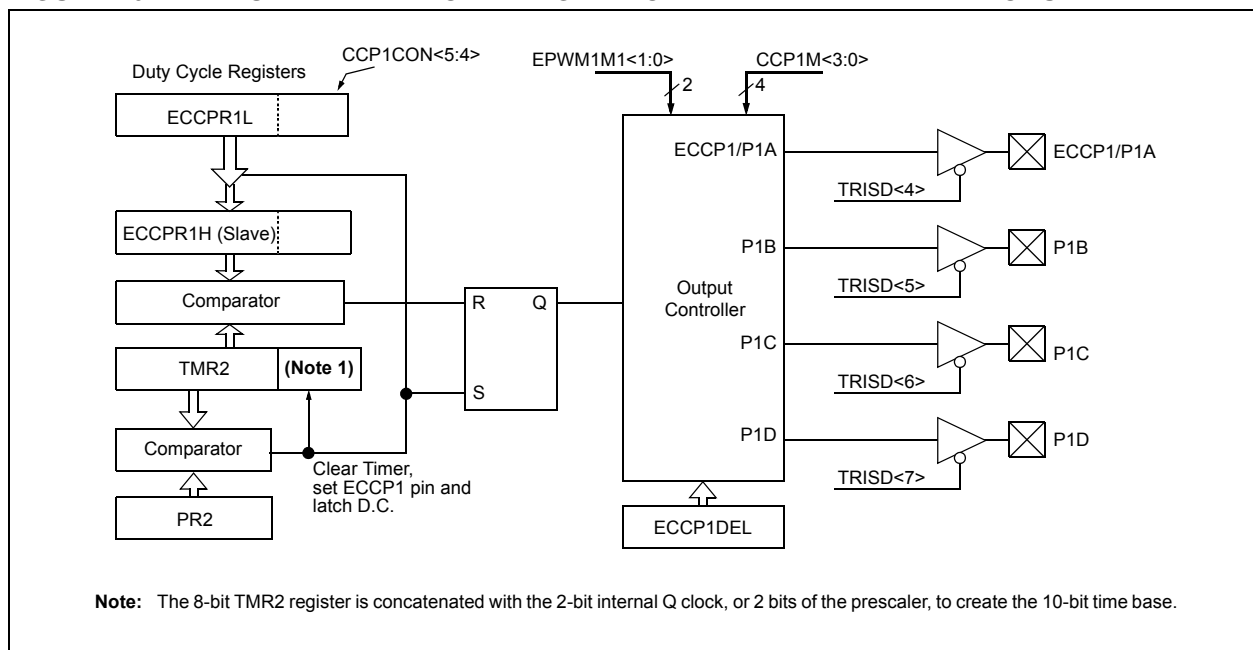 CCP1CON<5:4>
Duty Cycle Registers
ECCPR1L
ECCPR1H (Slave)
Comparator
TMR2
(Note 1)
Comparator
PR2
Clear Timer,
set ECCP1 pin and
latch D.C.
R
Q
S
EPWM1M1<1:0>
2
CCP1M<3:0>
4
Output
Controller
ECCP1/P1A
P1B
P1C
P1D
ECCP1DEL
TRISD<4>
ECCP1/P1A
TRISD<5>
P1B
TRISD<6>
P1C
TRISD<7>
P1D
Note: The 8-bit TMR2 register is concatenated with the 2-bit internal Q clock, or 2 bits of the prescaler, to create the 10-bit time base.